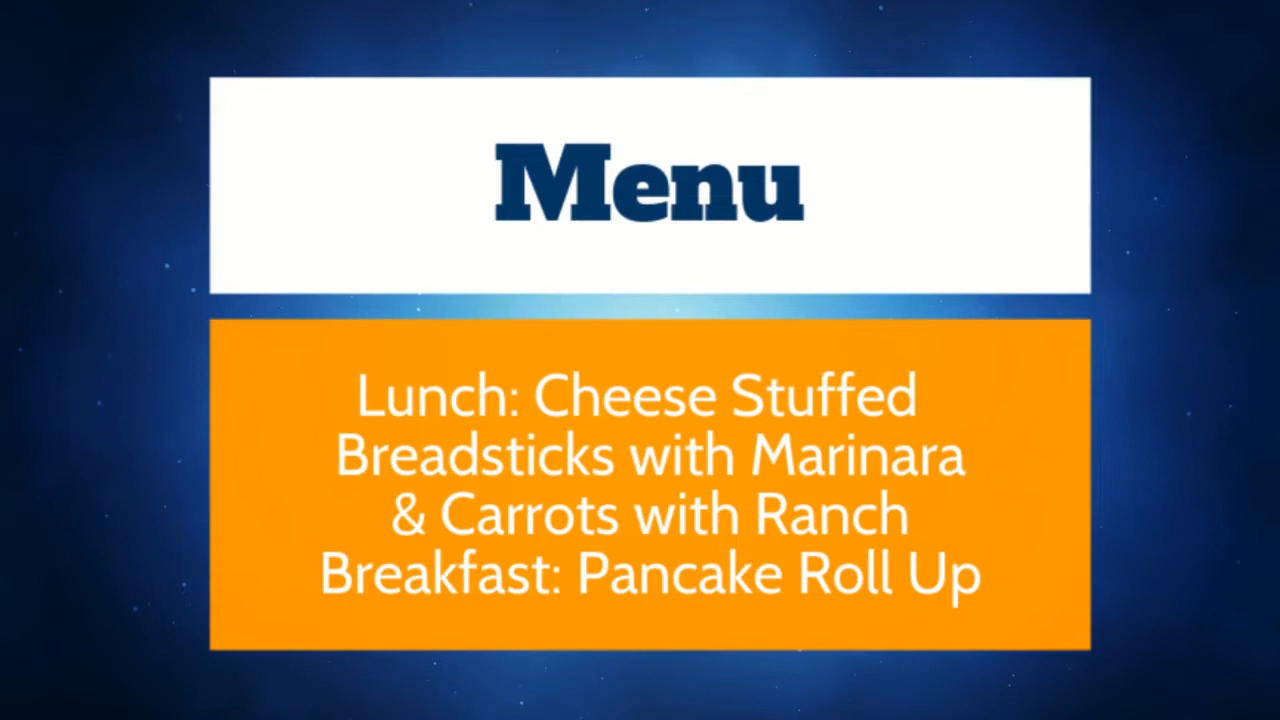 Menu
Lunch: Cheese Stuffed
Breadsticks with Marinara
& Carrots with Ranch
Breakfast: Pancake Roll Up